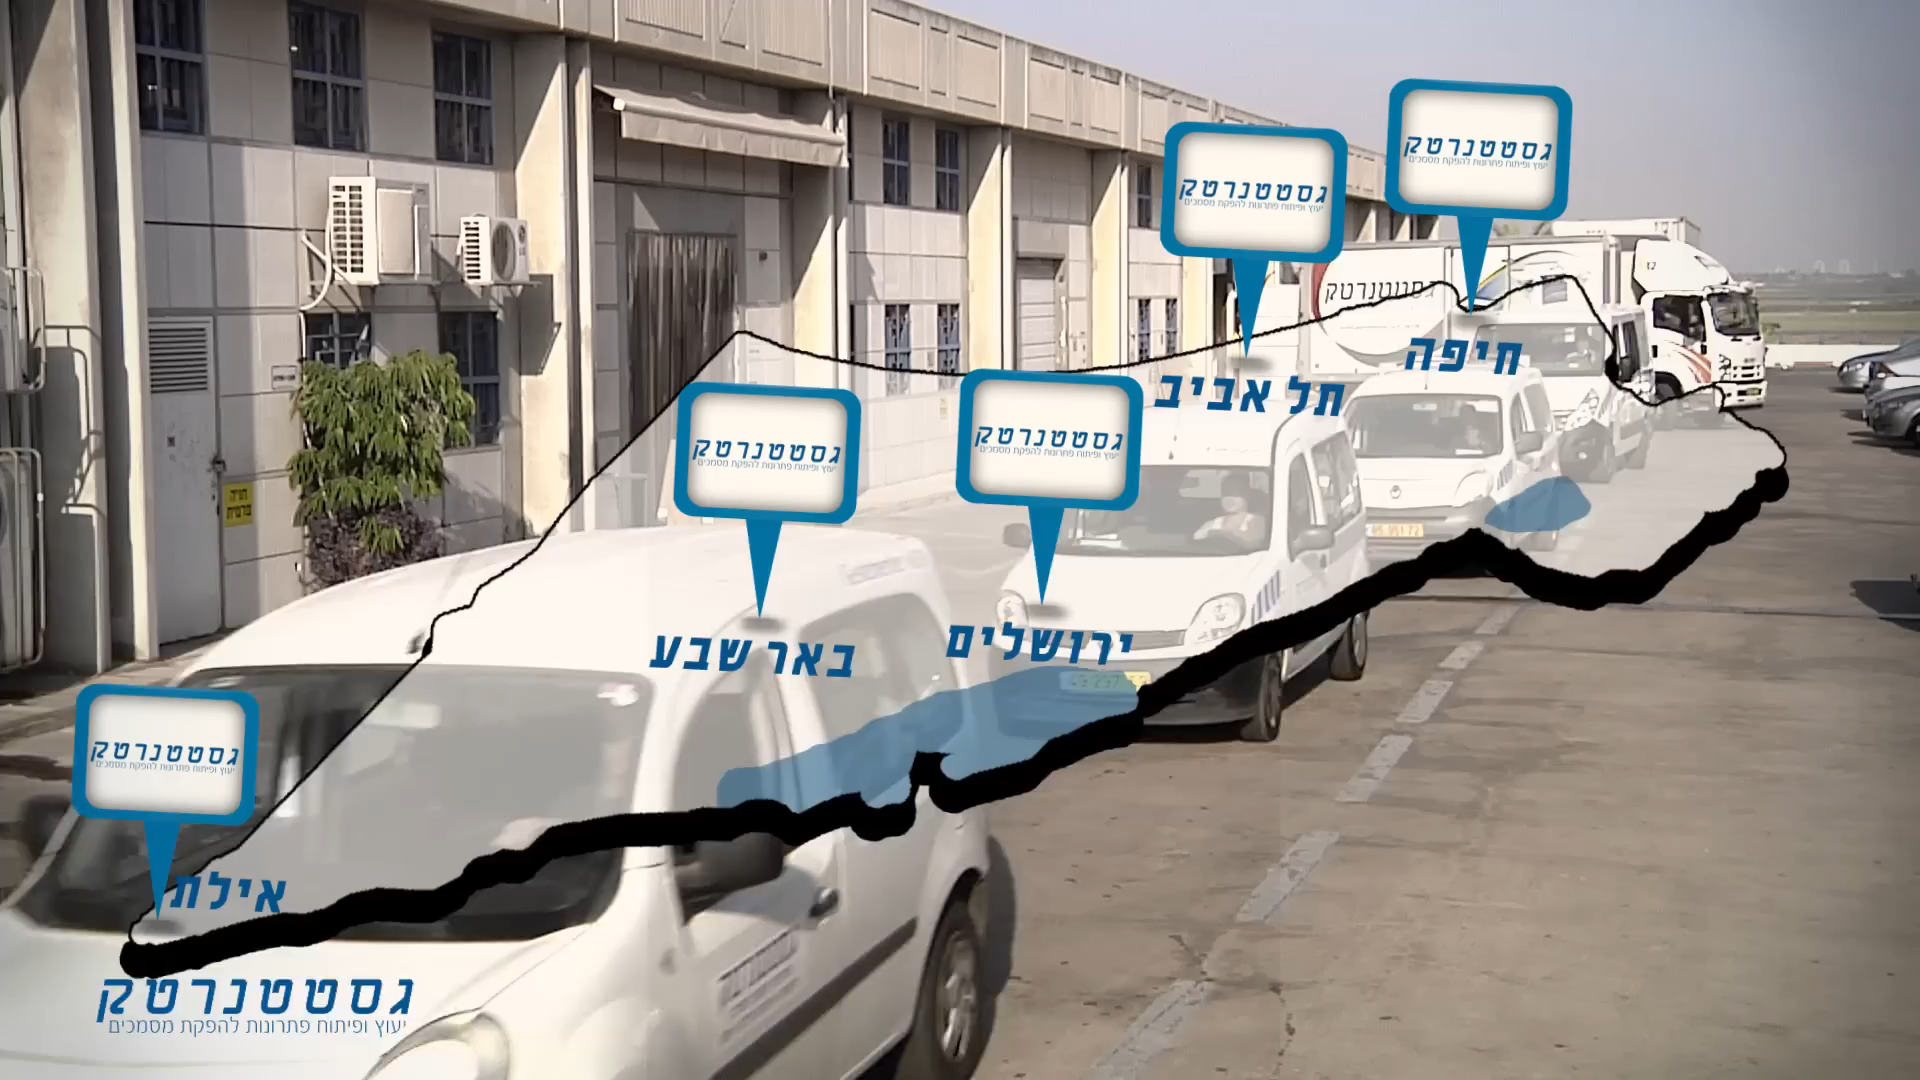 גסטטנרטק
יעוץ ופיתוח פתרונות להפקת מסמכים
חיפה
גסטטנרטק
יעוץ ופיתוח פתרונות להפקת מסמכים
תל אביב
גסטטנרטק
גסטטנרטק
יעוץ ופיתוח פתרונות להפקת מסמכים
ירושלים
גסטטנרטק
יעוץ ופיתוח פתרונות להפקת מסמכים
באר שבע
חניה
פרטית
גסטטנרטק
יעוץ ופיתוח פתרונות להפקת מסמכים
אילת
גסטטנרטק
יעוץ ופיתוח פתרונות להפקת מסמכים